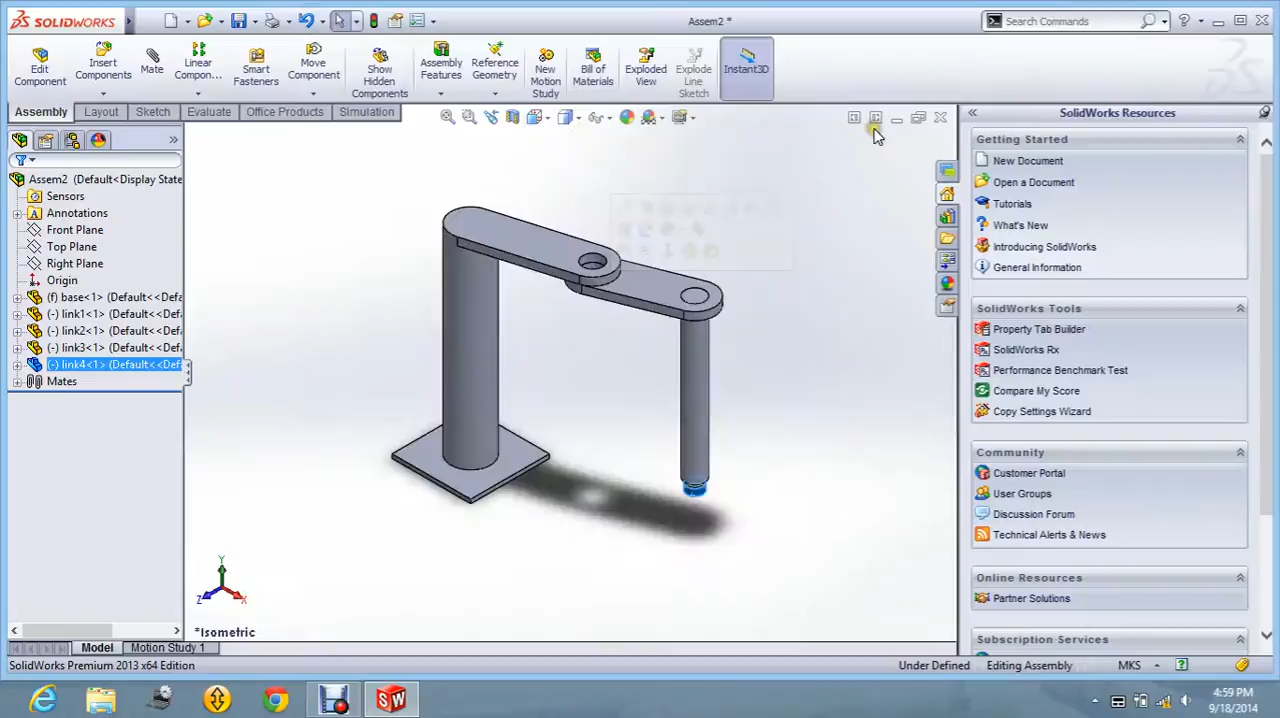 SOLIDWORKS
Assem2 *
Search Commands
Edit Component
Insert Components
Mate
Linear Compon...
Smart Fasteners
Move Component
Show Hidden Components
Assembly Features
Reference Geometry
New Motion Study
Bill of Materials
Exploded View
Explode Line Sketch
Instant3D
Assembly
Layout
Sketch
Evaluate
Office Products
Simulation
Assem2 (Default<Display State
Sensors
Annotations
Front Plane
Top Plane
Right Plane
Origin
(f) base<1> (Default<<Defa
(-) link1<1> (Default<<Def
(-) link2<1> (Default<<Def
(-) link3<1> (Default<<Def
(-) link4<1> (Default<<Def
Mates
Y
Z
X
*Isometric
Model
Motion Study 1
SolidWorks Resources
Getting Started
New Document
Open a Document
Tutorials
What's New
Introducing SolidWorks
General Information
SolidWorks Tools
Property Tab Builder
SolidWorks Rx
Performance Benchmark Test
Compare My Score
Copy Settings Wizard
Community
Customer Portal
User Groups
Discussion Forum
Technical Alerts & News
Online Resources
Partner Solutions
Subscription Services
SolidWorks Premium 2013 x64 Edition
Under Defined
Editing Assembly
MKS
4:59 PM
9/18/2014